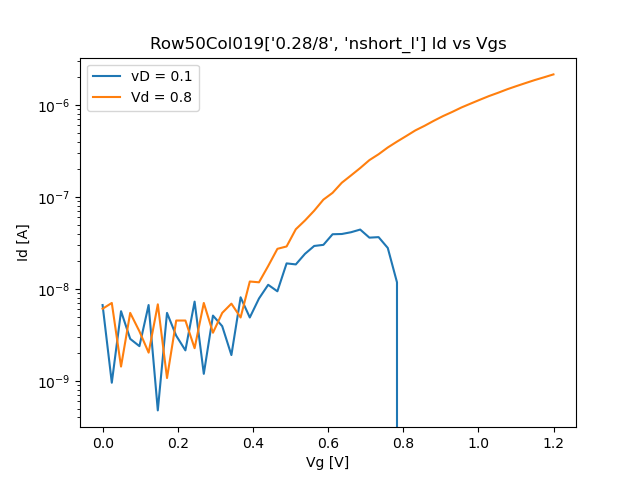 Row50Col019['0.28/8', 'nshort_l'] Id vs Vgs
vD = 0.1
Vd = 0.8
Id [A]
10^-6
10^-7
10^-8
10^-9
0.0 0.2 0.4 0.6 0.8 1.0 1.2
Vg [V]